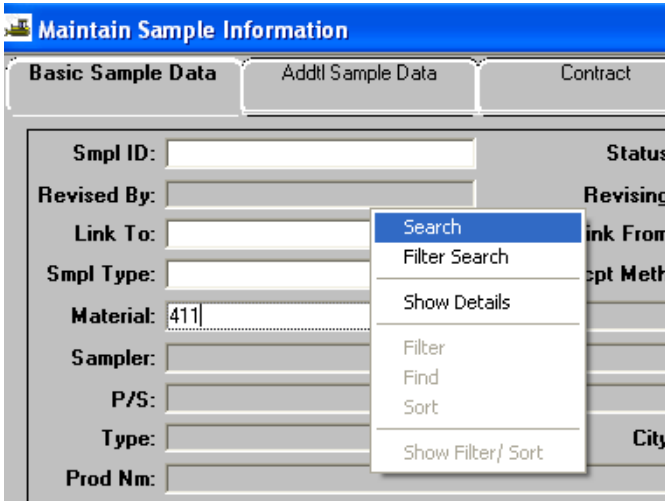 Maintain Sample Information
Basic Sample Data Addtl Sample Data Contract
Smpl ID: Status
Revised By: Revising
Link To: ink From
Smpl Type: cpt Meth
Material: 411
Sampler:
P/S:
Type: City
Prod Nm:
Search
Filter Search
Show Details
Filter
Find
Sort
Show Filter/ Sort